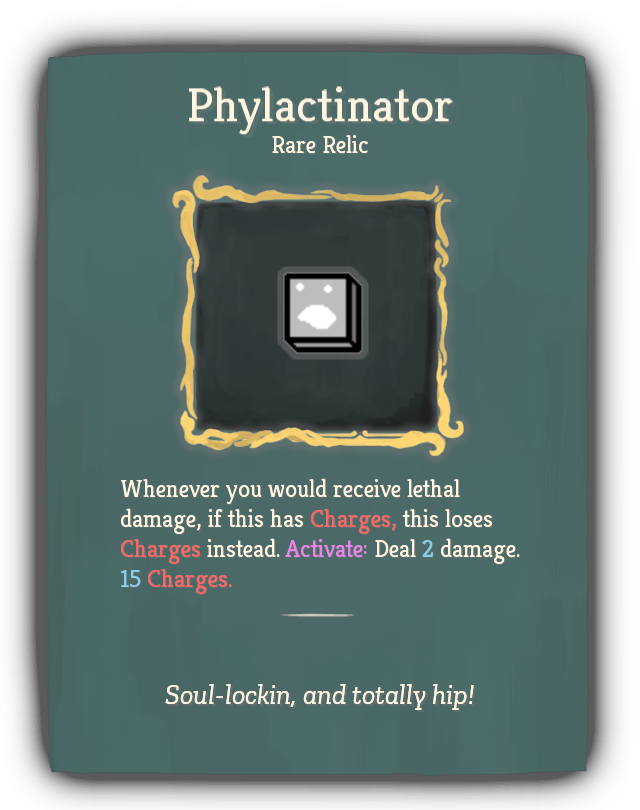 Phylactinator
Rare Relic
Whenever you would receive lethal
damage, if this has Charges, this loses
Charges instead. Activate: Deal 2 damage.
15 Charges.
Soul-lockin, and totally hip!